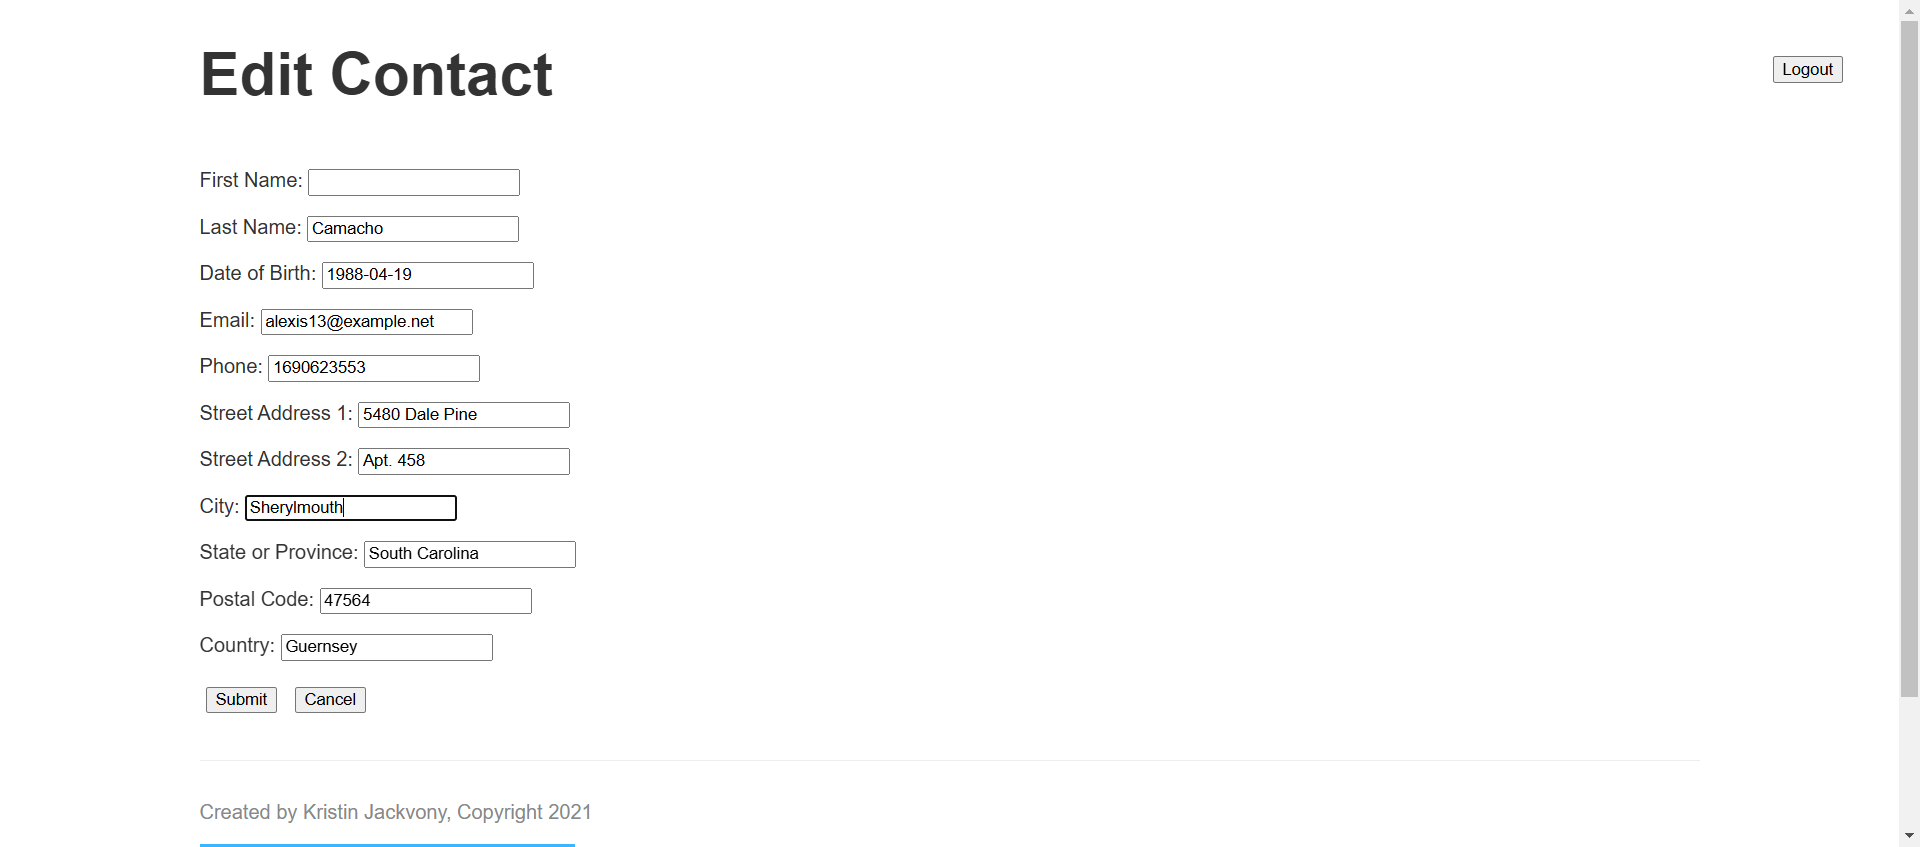 Edit Contact
Logout
First Name:
Last Name: Camacho
Date of Birth: 1988-04-19
Email: alexis13@example.net
Phone: 1690623553
Street Address 1: 5480 Dale Pine
Street Address 2: Apt. 458
City: Sherylmouth
State or Province: South Carolina
Postal Code: 47564
Country: Guernsey
Submit Cancel
Created by Kristin Jackvony, Copyright 2021